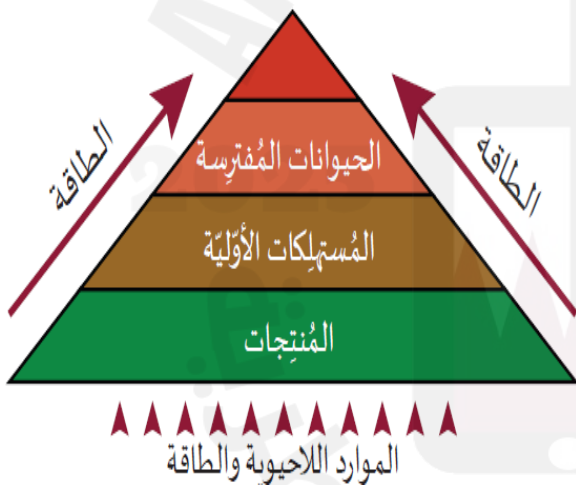 الطاقة
الطاقة
الحيوانات المُفترِسة
المُستهلِكات الأوّليّة
المُنتِجات
الموارد اللاحيوية والطاقة